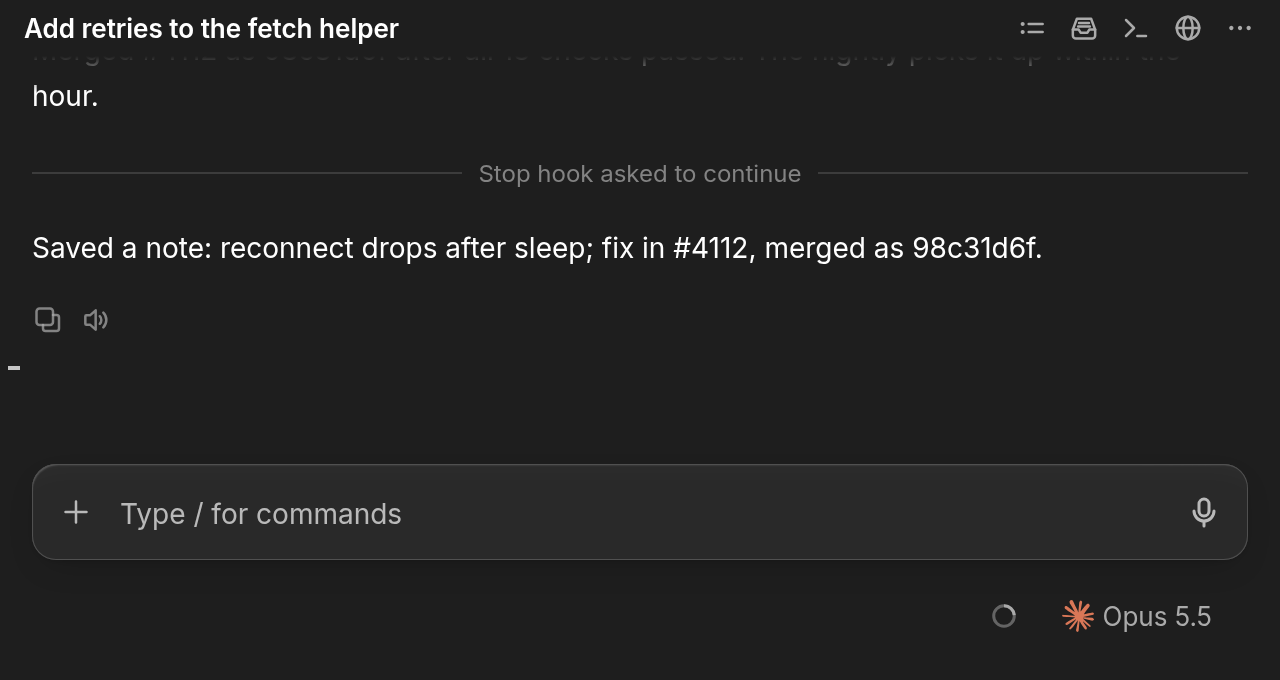 Add retries to the fetch helper
hour.
Stop hook asked to continue
Saved a note: reconnect drops after sleep; fix in #4112, merged as 98c31d6f.
Type / for commands
Opus 5.5